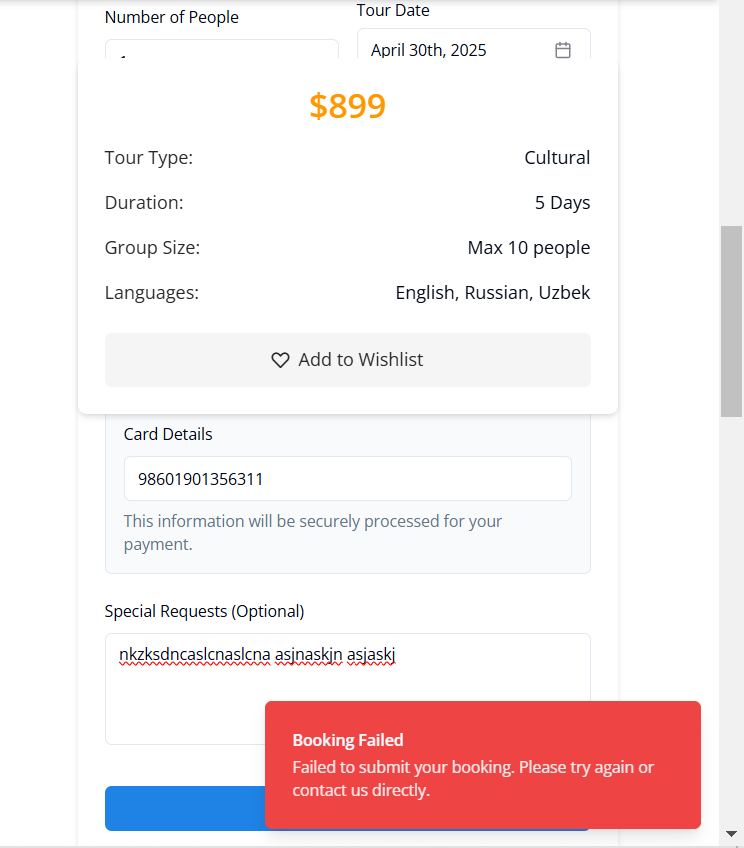 Number of People
Tour Date
April 30th, 2025
$899
Tour Type:
Cultural
Duration:
5 Days
Group Size:
Max 10 people
Languages:
English, Russian, Uzbek
Add to Wishlist
Card Details
98601901356311
This information will be securely processed for your
payment.
Special Requests (Optional)
nkzksdncaslcnaslcna asjnaskjn asjaskj
Booking Failed
Failed to submit your booking. Please try again or
contact us directly.